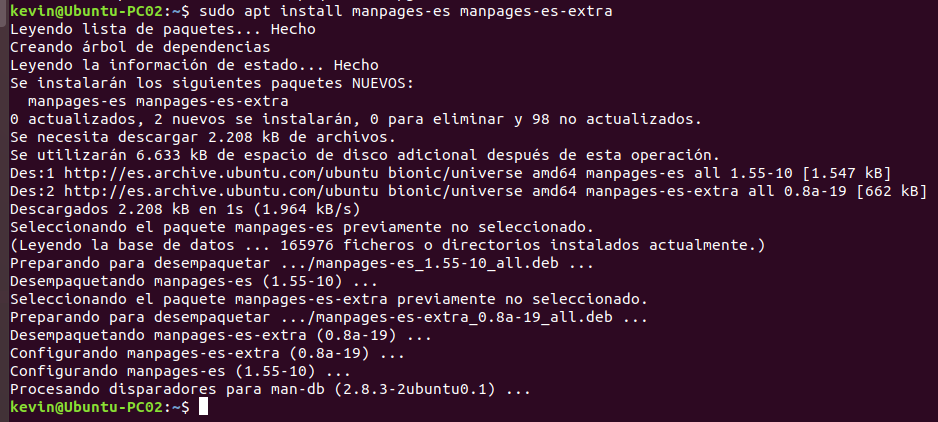 kevin@Ubuntu-PC02:~$ sudo apt install manpages-es manpages-es-extra
Leyendo lista de paquetes... Hecho
Creando árbol de dependencias
Leyendo la información de estado... Hecho
Se instalarán los siguientes paquetes NUEVOS:
  manpages-es manpages-es-extra
0 actualizados, 2 nuevos se instalarán, 0 para eliminar y 98 no actualizados.
Se necesita descargar 2.208 kB de archivos.
Se utilizarán 6.633 kB de espacio de disco adicional después de esta operación.
Des:1 http://es.archive.ubuntu.com/ubuntu bionic/universe amd64 manpages-es all 1.55-10 [1.547 kB]
Des:2 http://es.archive.ubuntu.com/ubuntu bionic/universe amd64 manpages-es-extra all 0.8a-19 [662 kB]
Descargados 2.208 kB en 1s (1.964 kB/s)
Seleccionando el paquete manpages-es previamente no seleccionado.
(Leyendo la base de datos ... 165976 ficheros o directorios instalados actualmente.)
Preparando para desempaquetar .../manpages-es_1.55-10_all.deb ...
Desempaquetando manpages-es (1.55-10) ...
Seleccionando el paquete manpages-es-extra previamente no seleccionado.
Preparando para desempaquetar .../manpages-es-extra_0.8a-19_all.deb ...
Desempaquetando manpages-es-extra (0.8a-19) ...
Configurando manpages-es-extra (0.8a-19) ...
Configurando manpages-es (1.55-10) ...
Procesando disparadores para man-db (2.8.3-2ubuntu0.1) ...
kevin@Ubuntu-PC02:~$